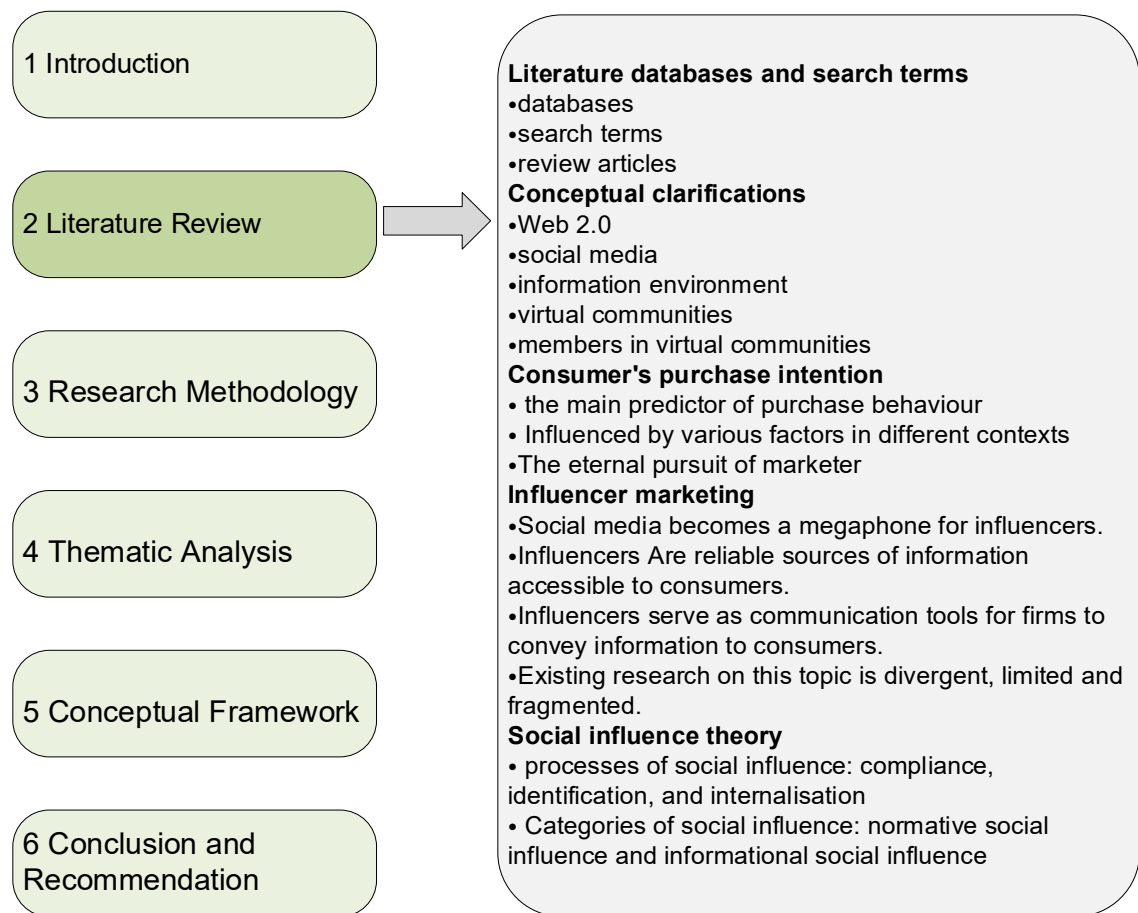 1 Introduction
2 Literature Review
3 Research Methodology
4 Thematic Analysis
5 Conceptual Framework
6 Conclusion and
Recommendation
Literature databases and search terms
•databases
•search terms
•review articles
Conceptual clarifications
•Web 2.0
•social media
•information environment
•virtual communities
•members in virtual communities
Consumer's purchase intention
• the main predictor of purchase behaviour
• Influenced by various factors in different contexts
•The eternal pursuit of marketer
Influencer marketing
•Social media becomes a megaphone for influencers.
•Influencers Are reliable sources of information
accessible to consumers.
•Influencers serve as communication tools for firms to
convey information to consumers.
•Existing research on this topic is divergent, limited and
fragmented.
Social influence theory
• processes of social influence: compliance,
identification, and internalisation
• Categories of social influence: normative social
influence and informational social influence